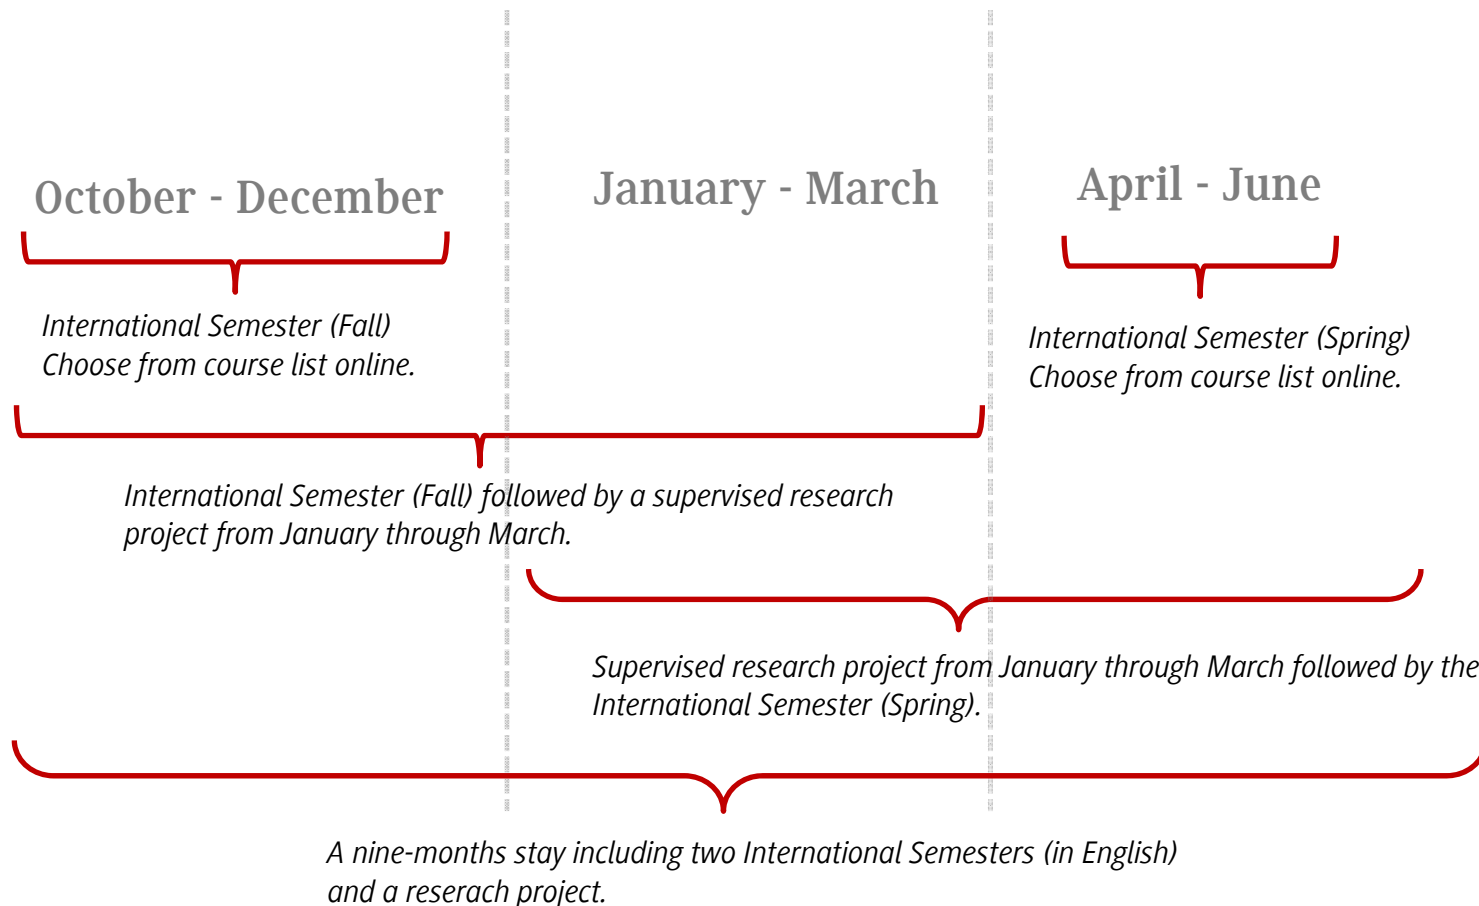 October - December
January - March
April - June
International Semester (Fall)
Choose from course list online.
International Semester (Spring)
Choose from course list online.
International Semester (Fall) followed by a supervised research
project from January through March.
Supervised research project from January through March followed by the
International Semester (Spring).
A nine-months stay including two International Semesters (in English)
and a reserach project.